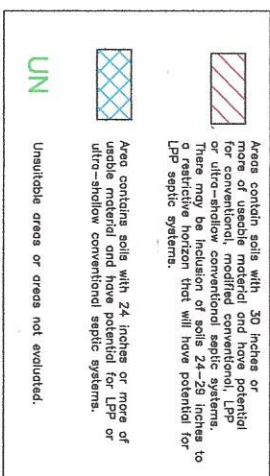 Areas contain soils with 30 inches or
more of useable material and have potential
for conventional, modified conventional, LPP
or ultra-shallow conventional septic systems.
There may be inclusion of soils 24-29 inches to
a restrictive horizon that will have potential for
LPP septic systems.
Area contains soils with 24 inches or more of
usable material and have potential for LPP or
ultra-shallow conventional septic systems.
UN
Unsuitable areas or areas not evaluated.